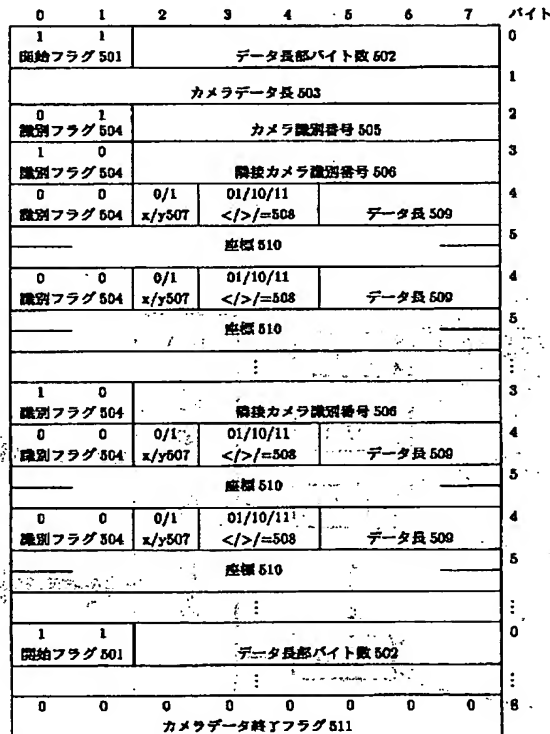 0 1 2 3 4 5 6 7 バイト
1 1 0
開始フラグ 501 データ長部バイト数 502
1
カメラデータ長 503
0 1 2
識別フラグ 504 カメラ識別番号 505
1 0 3
識別フラグ 504 隣接カメラ識別番号 506
0 0 0/1 01/10/11 4
識別フラグ 504 x/y507 </>/=508 データ長 509
5
座標 510
0 0 0/1 01/10/11 4
識別フラグ 504 x/y507 </>/=508 データ長 509
5
座標 510
⋮ ⋮
1 0 3
識別フラグ 504 隣接カメラ識別番号 506
0 0 0/1 01/10/11 4
識別フラグ 504 x/y507 </>/=508 データ長 509
5
座標 510
0 0 0/1 01/10/11 4
識別フラグ 504 x/y507 </>/=508 データ長 509
5
座標 510
⋮ ⋮
1 1 0
開始フラグ 501 データ長部バイト数 502
⋮ ⋮
0 0 0 0 0 0 0 0 6
カメラデータ終了フラグ 511